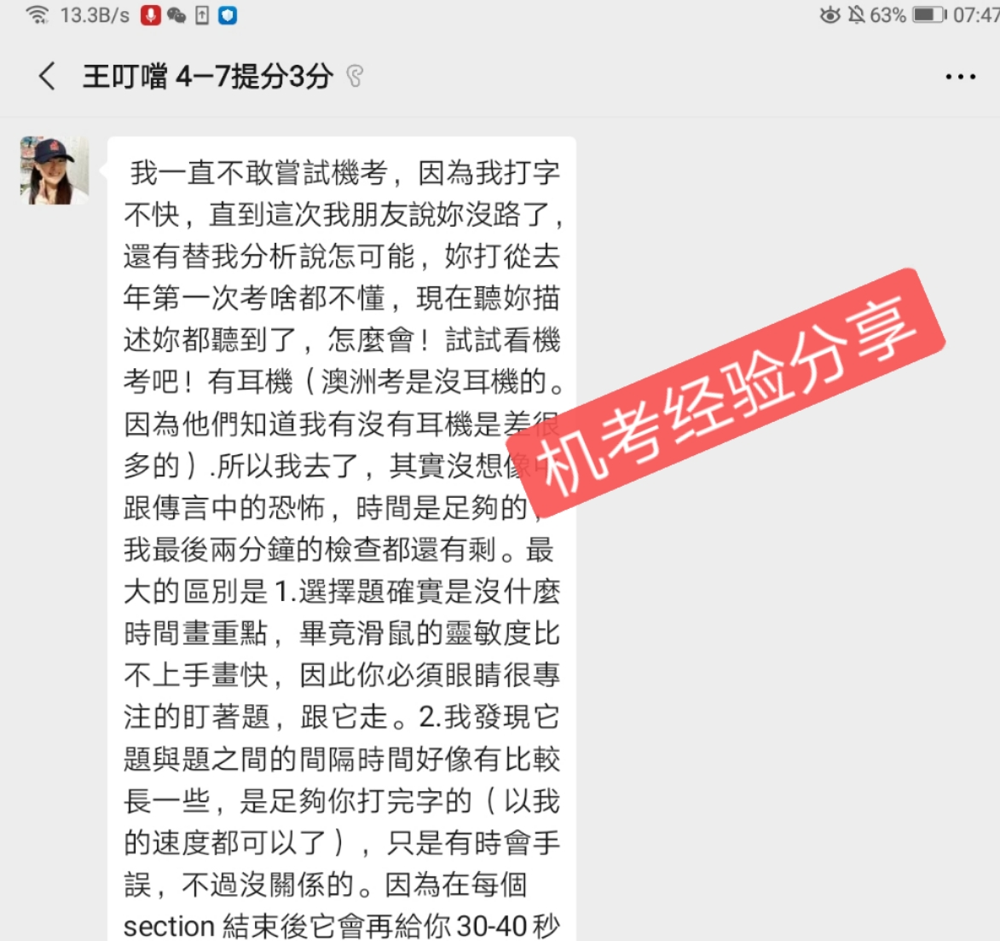 13.3B/s 63% 07:47
王叮噹 4—7提分3分
我一直不敢嘗試機考，因為我打字
不快，直到這次我朋友說妳沒路了，
還有替我分析說怎可能，妳打從去
年第一次考啥都不懂，現在聽妳描
述妳都聽到了，怎麼會！試試看機
考吧！有耳機（澳洲考是沒耳機的。
因為他們知道我有沒有耳機是差很
多的）.所以我去了，其實沒想像中
跟傳言中的恐怖，時間是足夠的，
我最後兩分鐘的檢查都還有剩。最
大的區別是 1.選擇題確實是沒什麼
時間畫重點，畢竟滑鼠的靈敏度比
不上手畫快，因此你必須眼睛很專
注的盯著題，跟它走。2.我發現它
題與題之間的間隔時間好像有比較
長一些，是足夠你打完字的（以我
的速度都可以了），只是有時會手
誤，不過沒關係的。因為在每個
section 結束後它會再給你 30-40 秒
机考经验分享